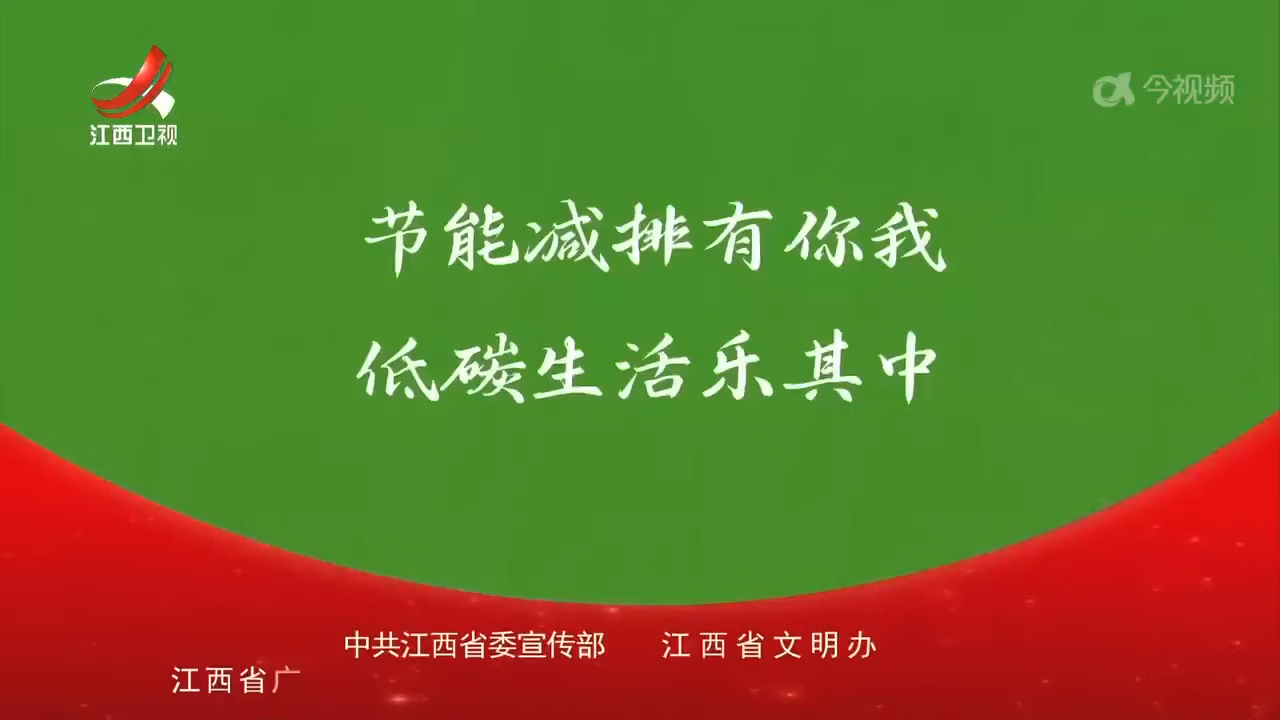 江西卫视
今视频
节能减排有你我
低碳生活乐其中
中共江西省委宣传部 江西省文明办
江西省广